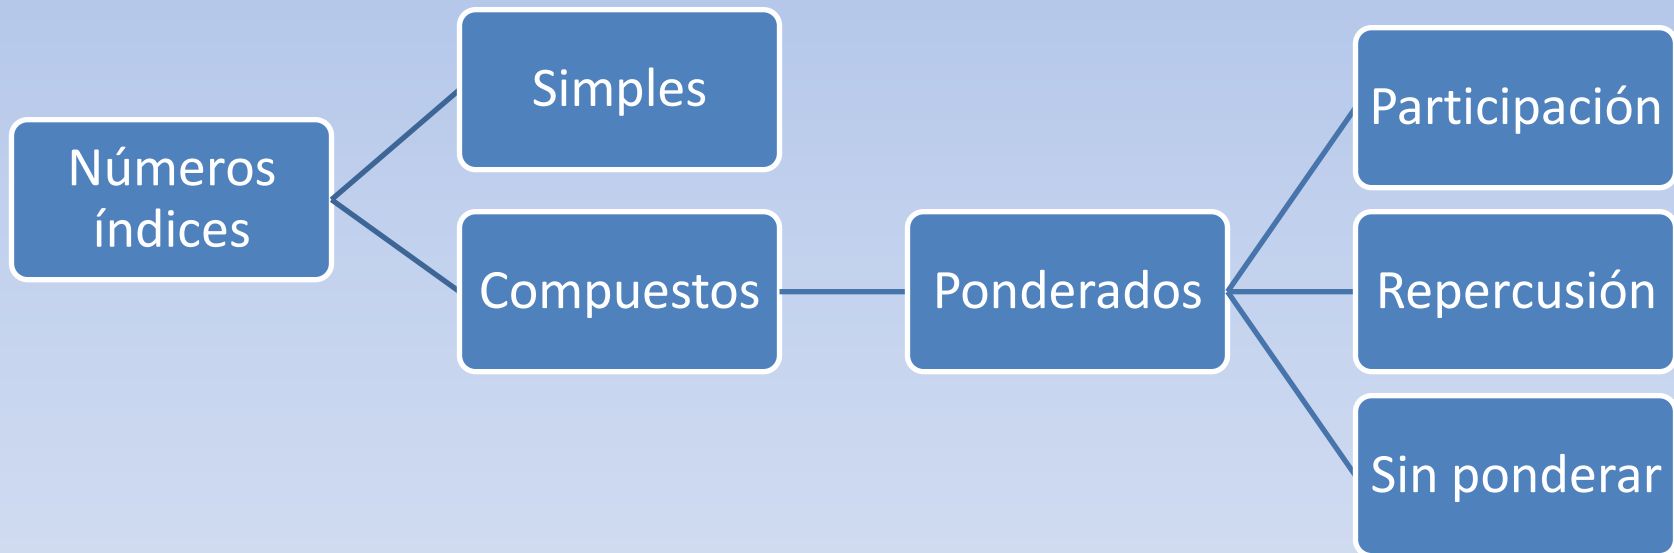 Números
índices
Simples
Compuestos
Ponderados
Participación
Repercusión
Sin ponderar